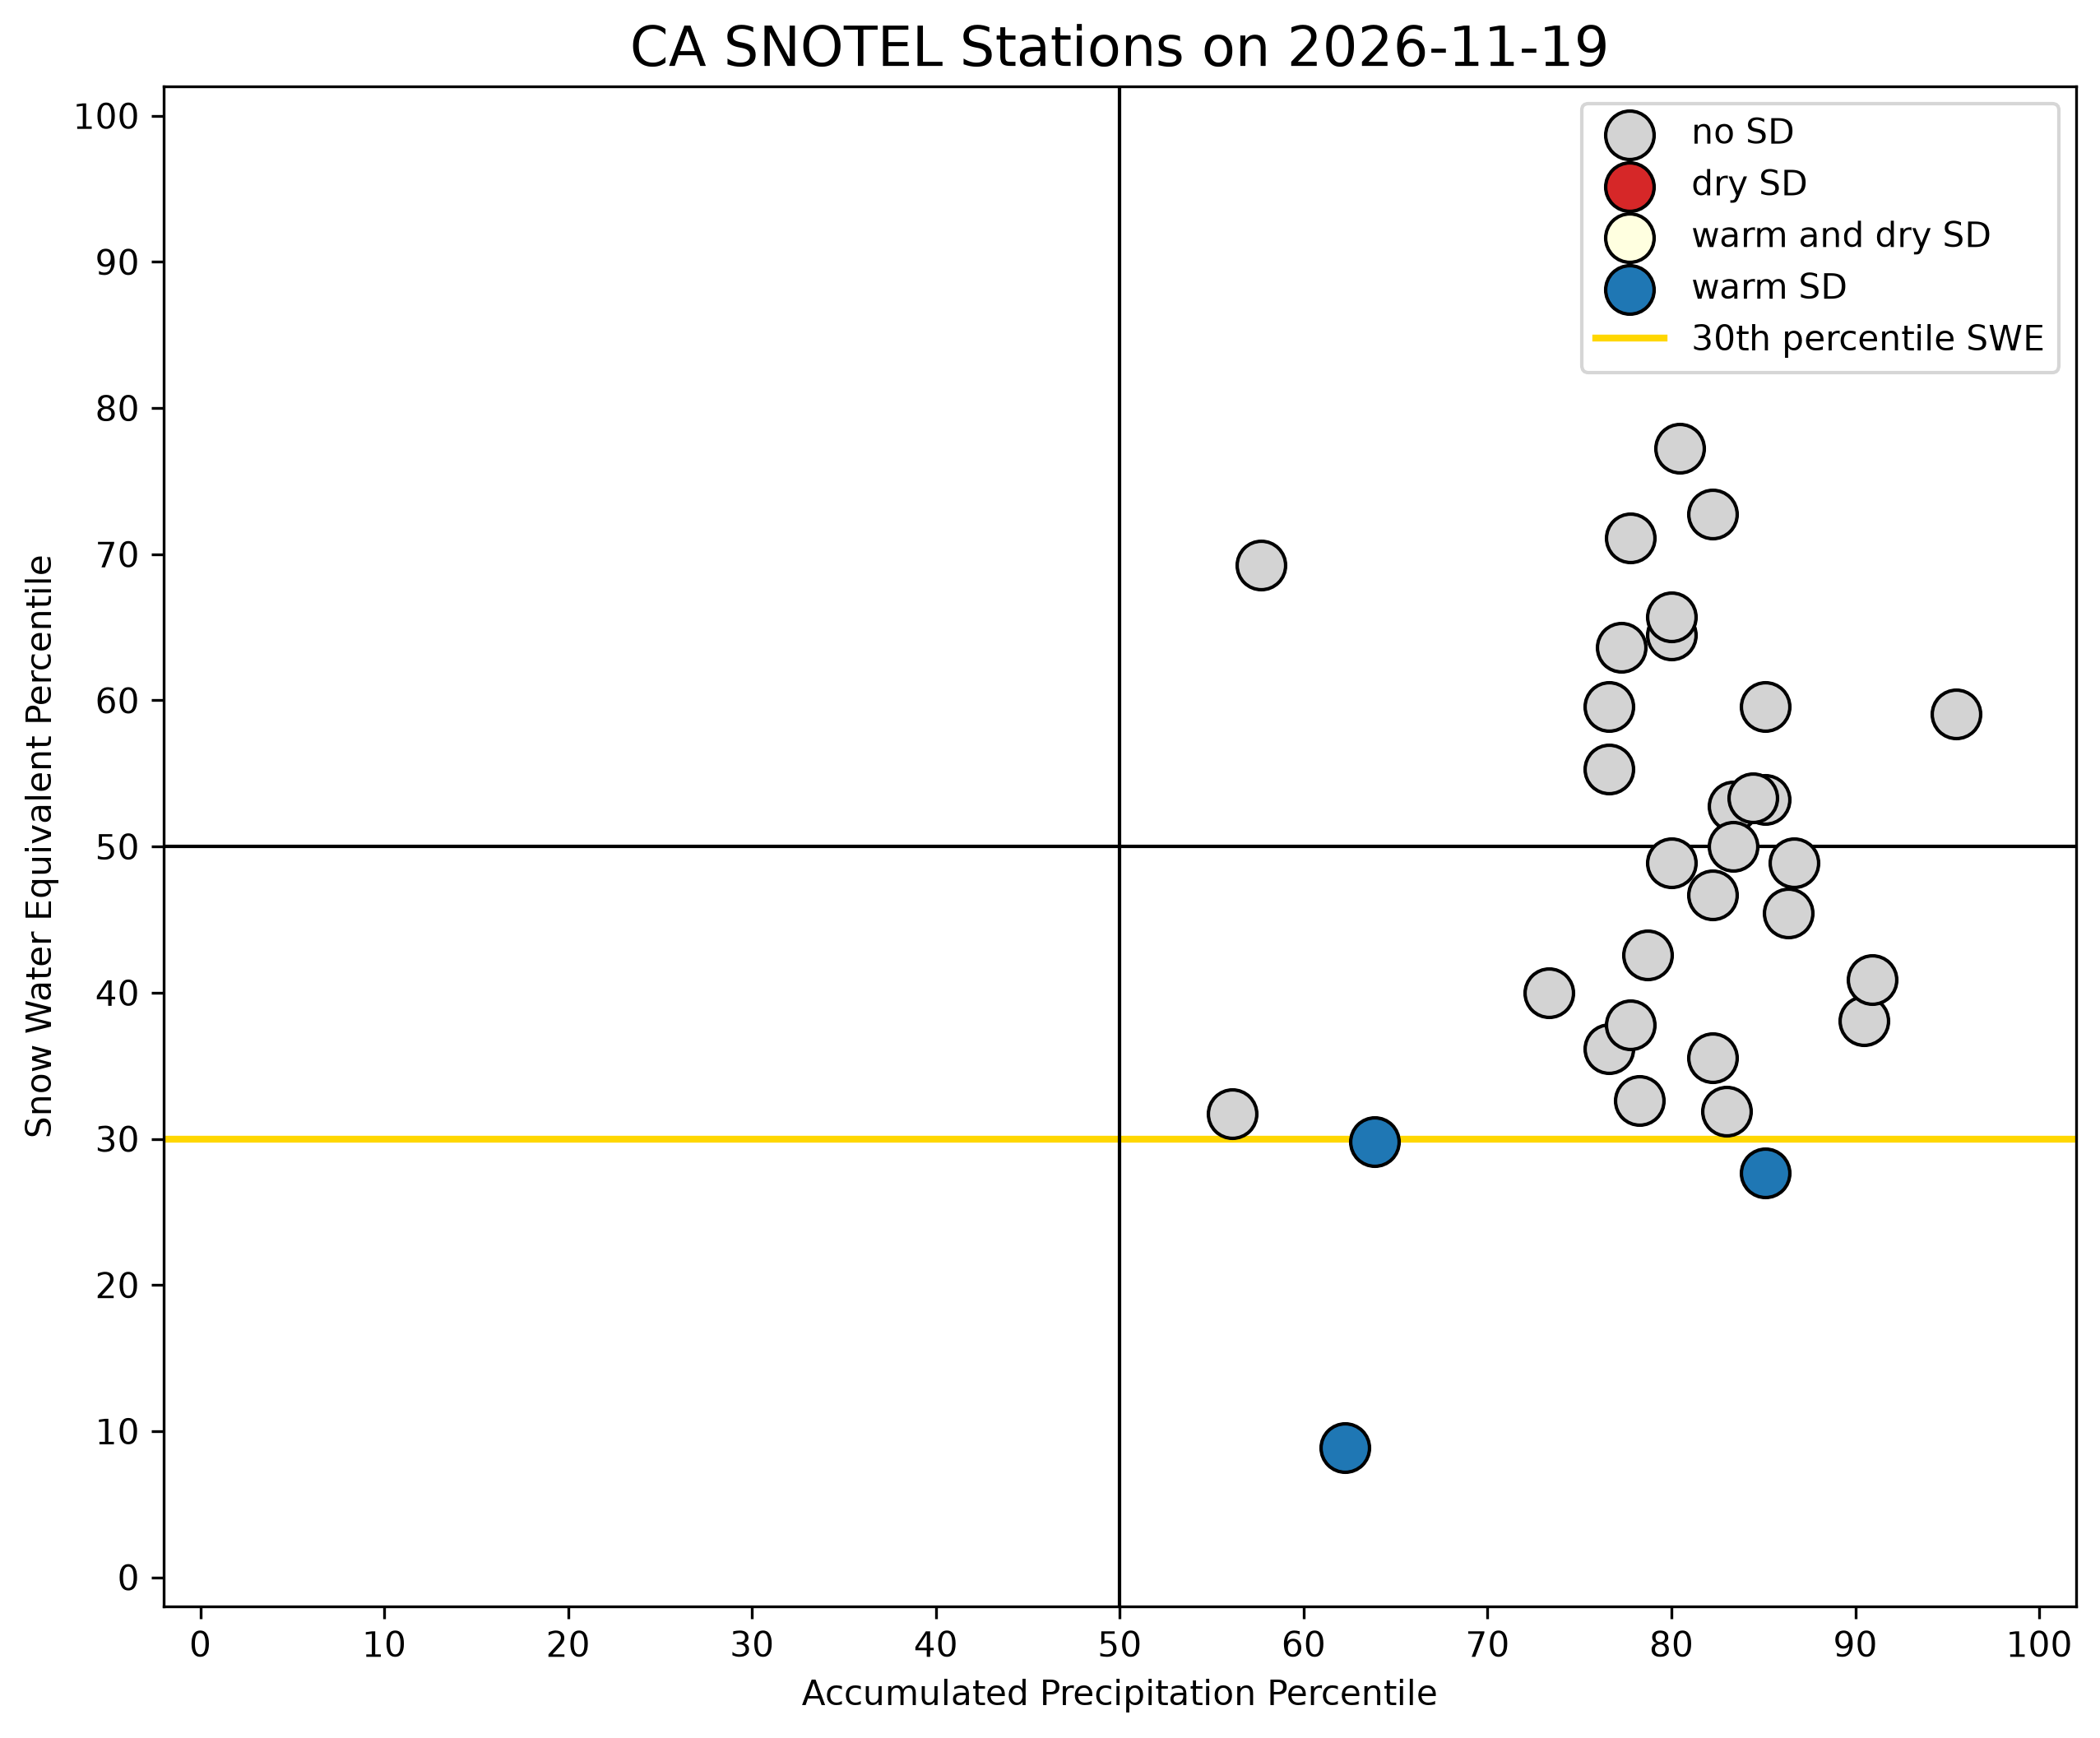 CA SNOTEL Stations on 2026-11-19
no SD
dry SD
warm and dry SD
warm SD
30th percentile SWE
Snow Water Equivalent Percentile
100
90
80
70
60
50
40
30
20
10
0
0 10 20 30 40 50 60 70 80 90 100
Accumulated Precipitation Percentile